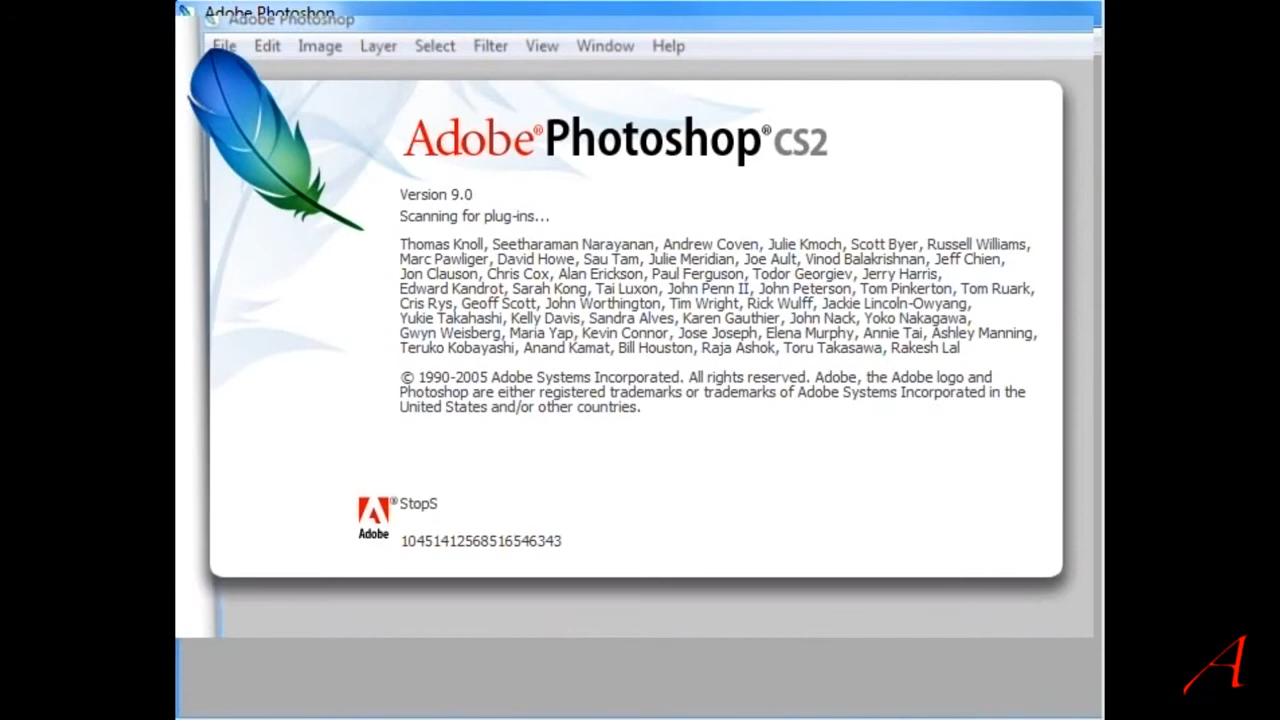 Adobe Photoshop
Adobe Photoshop
File Edit Image Layer Select Filter View Window Help
Adobe® Photoshop® CS2
Version 9.0
Scanning for plug-ins...
Thomas Knoll, Seetharaman Narayanan, Andrew Coven, Julie Kmoch, Scott Byer, Russell Williams,
Marc Pawliger, David Howe, Sau Tam, Julie Meridian, Joe Ault, Vinod Balakrishnan, Jeff Chien,
Jon Clauson, Chris Cox, Alan Erickson, Paul Ferguson, Todor Georgiev, Jerry Harris,
Edward Kandrot, Sarah Kong, Tai Luxon, John Penn II, John Peterson, Tom Pinkerton, Tom Ruark,
Cris Rys, Geoff Scott, John Worthington, Tim Wright, Rick Wulff, Jackie Lincoln-Owyang,
Yukie Takahashi, Kelly Davis, Sandra Alves, Karen Gauthier, John Nack, Yoko Nakagawa,
Gwyn Weisberg, Maria Yap, Kevin Connor, Jose Joseph, Elena Murphy, Annie Tai, Ashley Manning,
Teruko Kobayashi, Anand Kamat, Bill Houston, Raja Ashok, Toru Takasawa, Rakesh Lal
© 1990-2005 Adobe Systems Incorporated. All rights reserved. Adobe, the Adobe logo and
Photoshop are either registered trademarks or trademarks of Adobe Systems Incorporated in the
United States and/or other countries.
® StopS
Adobe
10451412568516546343
A